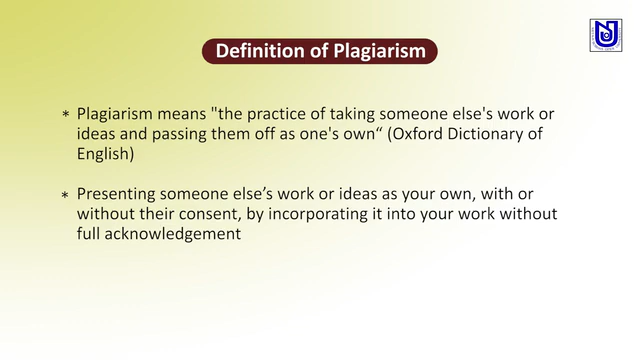 Definition of Plagiarism
* Plagiarism means "the practice of taking someone else's work or
ideas and passing them off as one's own“ (Oxford Dictionary of
English)
* Presenting someone else’s work or ideas as your own, with or
without their consent, by incorporating it into your work without
full acknowledgement